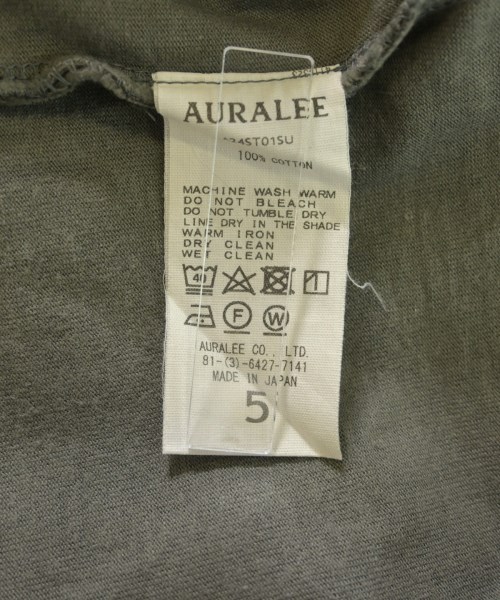 AURALEE
24ST01SU
100% COTTON
MACHINE WASH WARM
DO NOT BLEACH
DO NOT TUMBLE DRY
LINE DRY IN THE SHADE
WARM IRON
DRY CLEAN
WET CLEAN
40
F W
AURALEE CO., LTD.
81-(3)-6427-7141
MADE IN JAPAN
5